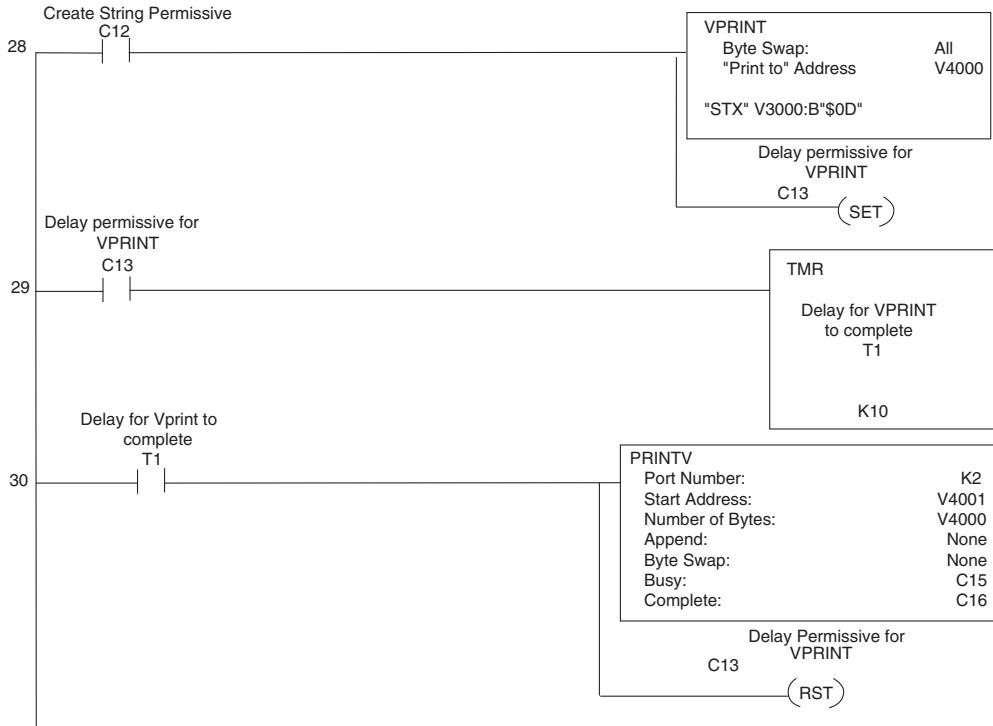 Create String Permissive
C12
28
VPRINT
Byte Swap: All
"Print to" Address V4000
"STX" V3000:B"$0D"
Delay permissive for
VPRINT
C13
SET
Delay permissive for
VPRINT
C13
29
TMR
Delay for VPRINT
to complete
T1
K10
Delay for Vprint to
complete
T1
30
PRINTV
Port Number: K2
Start Address: V4001
Number of Bytes: V4000
Append: None
Byte Swap: None
Busy: C15
Complete: C16
Delay Permissive for
VPRINT
C13
RST